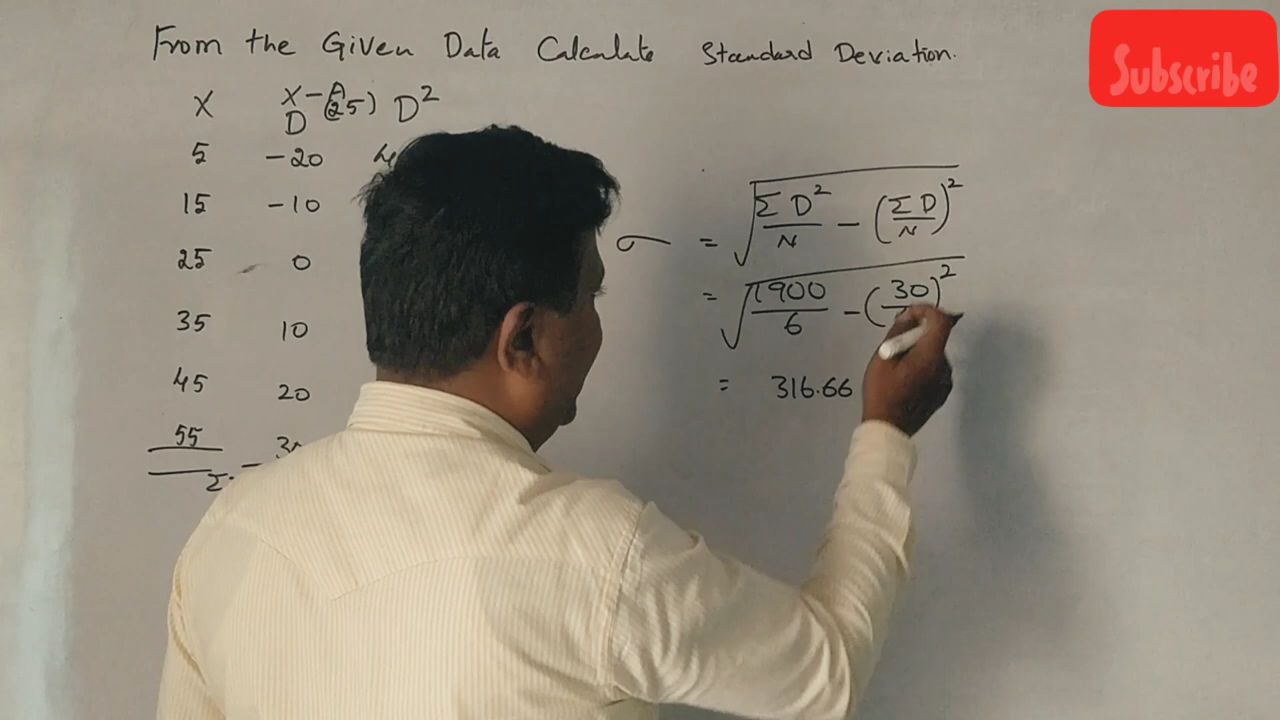 From the Given Data Calculate Standard Deviation.
Subscribe
X X-A D (25) D²
5 -20
15 -10
25 0
35 10
45 20
55
Σ
σ = √ ΣD²/N - (ΣD/N)²
= √ 1900/6 - (30/ )²
= 316.66